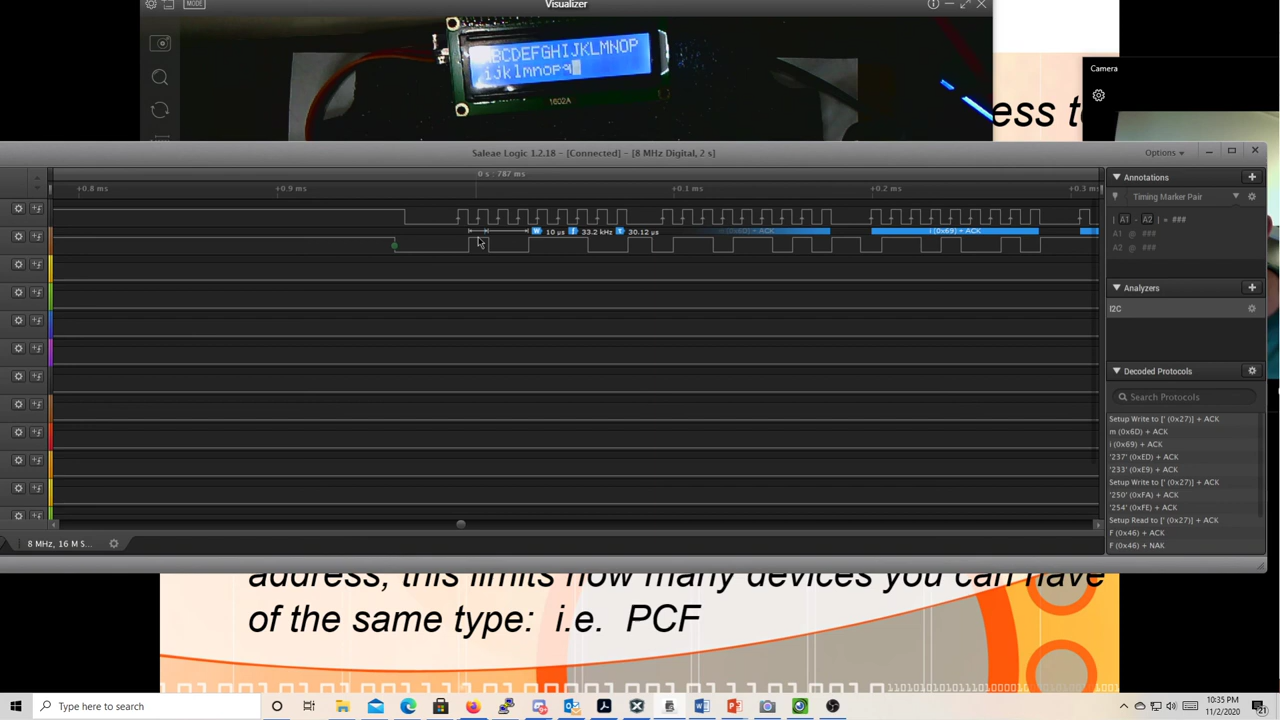 MODE
Visualizer
ABCDEFGHIJKLMNOP
ijklmnopq
1602A
Camera
ess t
Saleae Logic 1.2.18 - [Connected] - [8 MHz Digital, 2 s]
Options
0 s : 787 ms
+0.8 ms
+0.9 ms
+0.1 ms
+0.2 ms
+0.3 ms
Annotations
Timing Marker Pair
| A1 - A2 | = ###
A1 @ ###
A2 @ ###
W 10 µs f 33.2 kHz T 30.12 µs
m (0x6D) + ACK
i (0x69) + ACK
Analyzers
I2C
Decoded Protocols
Search Protocols
Setup Write to [' (0x27)] + ACK
m (0x6D) + ACK
i (0x69) + ACK
'237' (0xED) + ACK
'233' (0xE9) + ACK
Setup Write to [' (0x27)] + ACK
'250' (0xFA) + ACK
'254' (0xFE) + ACK
Setup Read to [' (0x27)] + ACK
F (0x46) + ACK
F (0x46) + NAK
8 MHz, 16 M S...
address, this limits how many devices you can have
of the same type: i.e. PCF
Type here to search
10:35 PM
11/2/2020
21